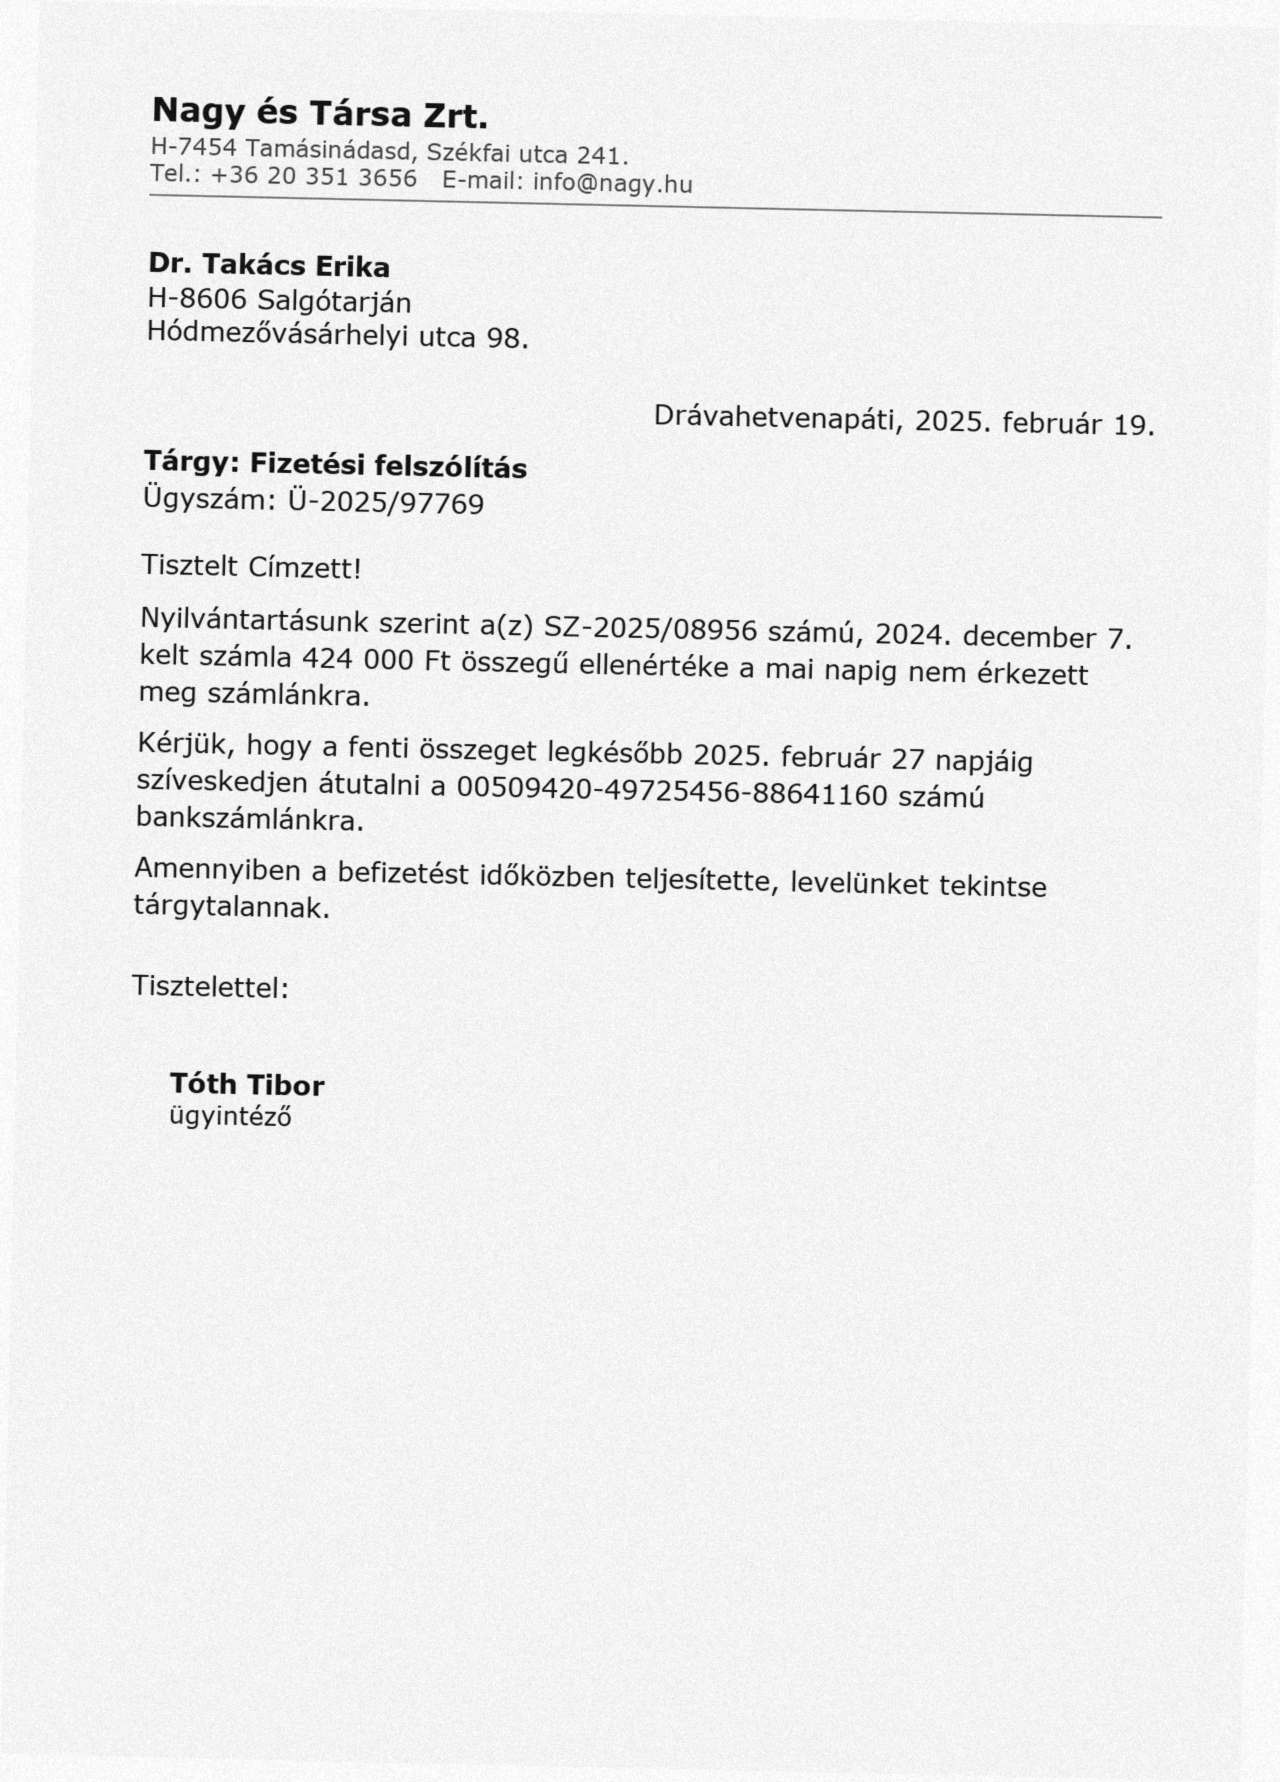 Nagy és Társa Zrt.
H-7454 Tamásinádasd, Székfai utca 241.
Tel.: +36 20 351 3656 E-mail: info@nagy.hu
Dr. Takács Erika
H-8606 Salgótarján
Hódmezővásárhelyi utca 98.
Drávahetvenapáti, 2025. február 19.
Tárgy: Fizetési felszólítás
Ügyszám: Ü-2025/97769
Tisztelt Címzett!
Nyilvántartásunk szerint a(z) SZ-2025/08956 számú, 2024. december 7.
kelt számla 424 000 Ft összegű ellenértéke a mai napig nem érkezett
meg számlánkra.
Kérjük, hogy a fenti összeget legkésőbb 2025. február 27 napjáig
szíveskedjen átutalni a 00509420-49725456-88641160 számú
bankszámlánkra.
Amennyiben a befizetést időközben teljesítette, levelünket tekintse
tárgytalannak.
Tisztelettel:
Tóth Tibor
ügyintéző